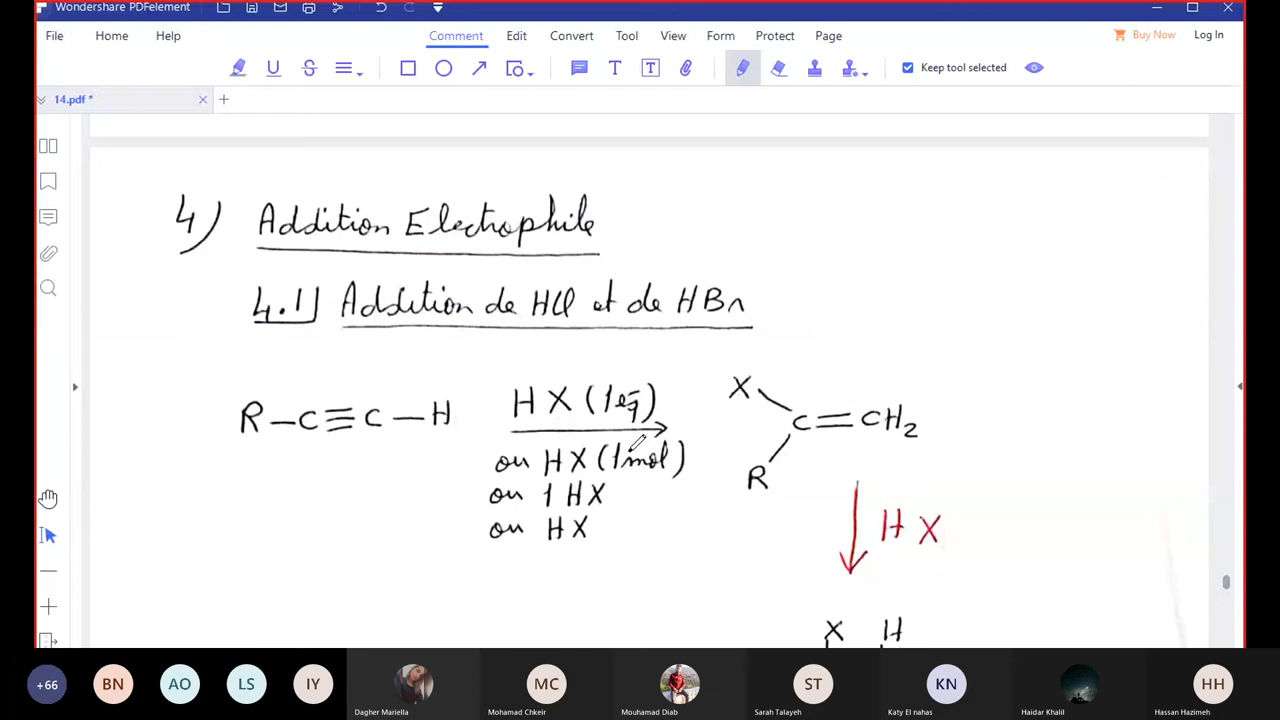 Wondershare PDFelement
File Home Help Comment Edit Convert Tool View Form Protect Page Buy Now Log In
Keep tool selected
14.pdf *
4) Addition Electrophile
4.1] Addition de HCl et de HBr
R-C≡C-H
HX (1eq)
ou HX (1mol)
ou 1 HX
ou HX
X
C=CH2
R
HX
X H
+66 BN AO LS IY MC ST KN HH
Dagher Mariella Mohamad Chkeir Mouhamad Diab Sarah Talayeh Katy El nahas Haidar Khalil Hassan Hazimeh